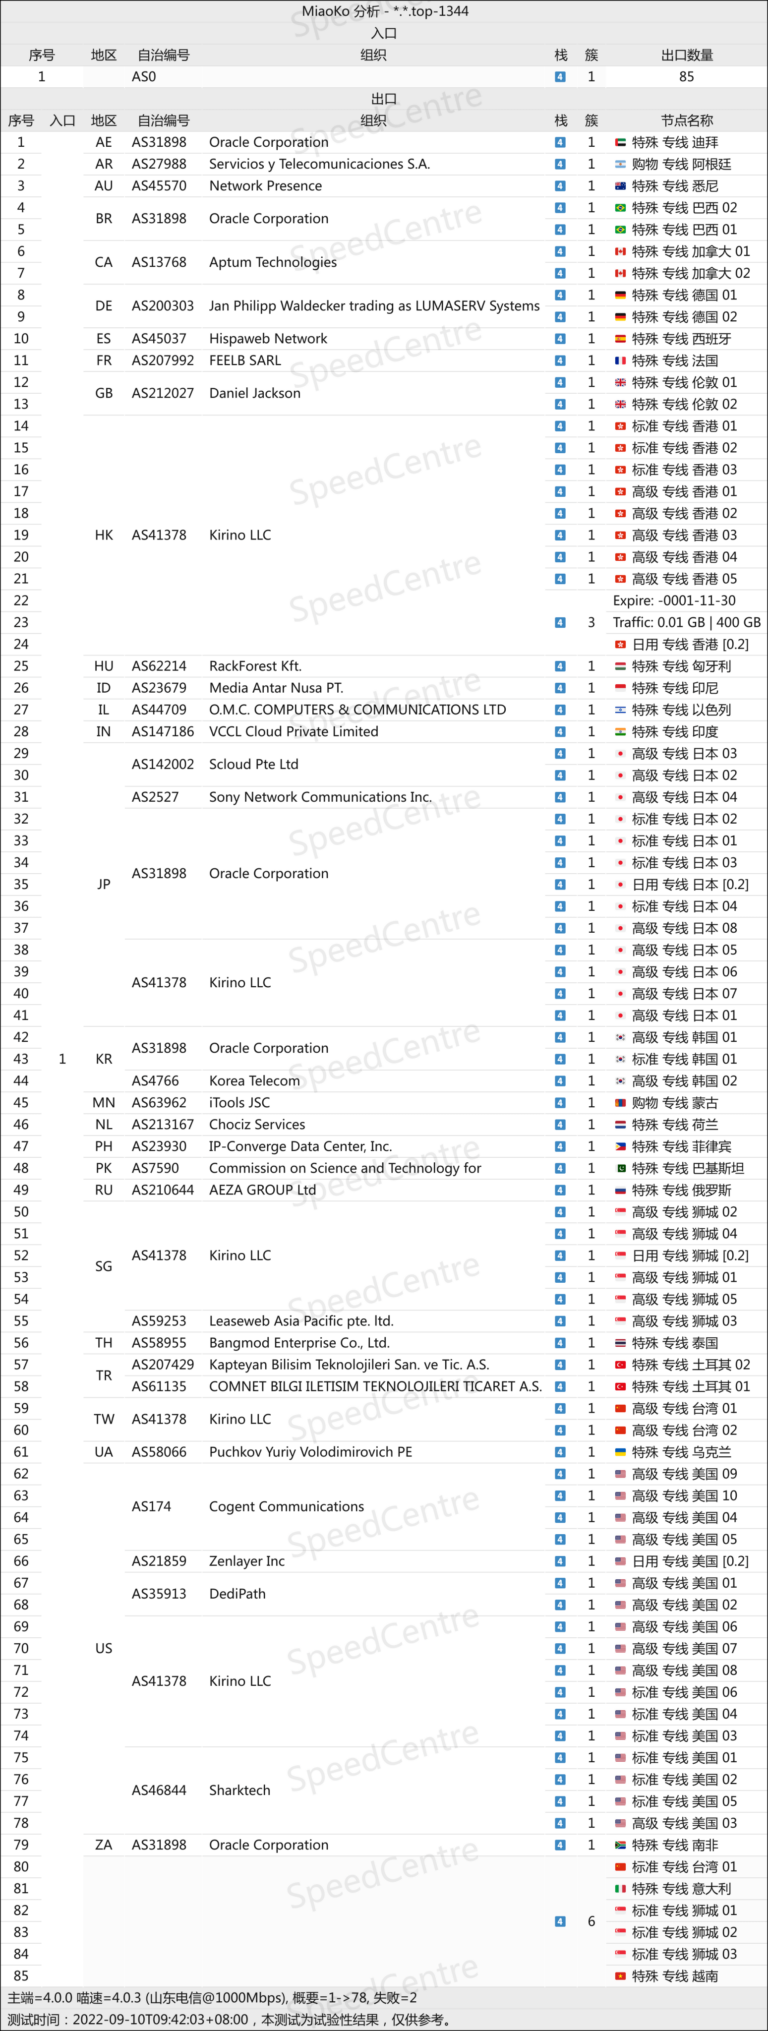 MiaoKo 分析 - *.*.top-1344
入口
序号 地区 自治编号 组织 栈 簇 出口数量
1 AS0 4 1 85
出口
序号 入口 地区 自治编号 组织 栈 簇 节点名称
1 AE AS31898 Oracle Corporation 4 1 特殊 专线 迪拜
2 AR AS27988 Servicios y Telecomunicaciones S.A. 4 1 购物 专线 阿根廷
3 AU AS45570 Network Presence 4 1 特殊 专线 悉尼
4 BR AS31898 Oracle Corporation 4 1 特殊 专线 巴西 02
5 4 1 特殊 专线 巴西 01
6 CA AS13768 Aptum Technologies 4 1 特殊 专线 加拿大 01
7 4 1 特殊 专线 加拿大 02
8 DE AS200303 Jan Philipp Waldecker trading as LUMASERV Systems 4 1 特殊 专线 德国 01
9 4 1 特殊 专线 德国 02
10 ES AS45037 Hispaweb Network 4 1 特殊 专线 西班牙
11 FR AS207992 FEELB SARL 4 1 特殊 专线 法国
12 GB AS212027 Daniel Jackson 4 1 特殊 专线 伦敦 01
13 4 1 特殊 专线 伦敦 02
14 4 1 标准 专线 香港 01
15 4 1 标准 专线 香港 02
16 4 1 标准 专线 香港 03
17 4 1 高级 专线 香港 01
18 4 1 高级 专线 香港 02
19 HK AS41378 Kirino LLC 4 1 高级 专线 香港 03
20 4 1 高级 专线 香港 04
21 4 1 高级 专线 香港 05
22 Expire: -0001-11-30
23 4 3 Traffic: 0.01 GB | 400 GB
24 日用 专线 香港 [0.2]
25 HU AS62214 RackForest Kft. 4 1 特殊 专线 匈牙利
26 ID AS23679 Media Antar Nusa PT. 4 1 特殊 专线 印尼
27 IL AS44709 O.M.C. COMPUTERS & COMMUNICATIONS LTD 4 1 特殊 专线 以色列
28 IN AS147186 VCCL Cloud Private Limited 4 1 特殊 专线 印度
29 AS142002 Scloud Pte Ltd 4 1 高级 专线 日本 03
30 4 1 高级 专线 日本 02
31 AS2527 Sony Network Communications Inc. 4 1 高级 专线 日本 04
32 4 1 标准 专线 日本 02
33 4 1 标准 专线 日本 01
34 AS31898 Oracle Corporation 4 1 标准 专线 日本 03
35 JP 4 1 日用 专线 日本 [0.2]
36 4 1 标准 专线 日本 04
37 4 1 高级 专线 日本 08
38 4 1 高级 专线 日本 05
39 AS41378 Kirino LLC 4 1 高级 专线 日本 06
40 4 1 高级 专线 日本 07
41 4 1 高级 专线 日本 01
42 AS31898 Oracle Corporation 4 1 高级 专线 韩国 01
43 1 KR 4 1 标准 专线 韩国 01
44 AS4766 Korea Telecom 4 1 高级 专线 韩国 02
45 MN AS63962 iTools JSC 4 1 购物 专线 蒙古
46 NL AS213167 Chociz Services 4 1 特殊 专线 荷兰
47 PH AS23930 IP-Converge Data Center, Inc. 4 1 特殊 专线 菲律宾
48 PK AS7590 Commission on Science and Technology for 4 1 特殊 专线 巴基斯坦
49 RU AS210644 AEZA GROUP Ltd 4 1 特殊 专线 俄罗斯
50 4 1 高级 专线 狮城 02
51 4 1 高级 专线 狮城 04
52 SG AS41378 Kirino LLC 4 1 日用 专线 狮城 [0.2]
53 4 1 高级 专线 狮城 01
54 4 1 高级 专线 狮城 05
55 AS59253 Leaseweb Asia Pacific pte. ltd. 4 1 高级 专线 狮城 03
56 TH AS58955 Bangmod Enterprise Co., Ltd. 4 1 特殊 专线 泰国
57 TR AS207429 Kapteyan Bilisim Teknolojileri San. ve Tic. A.S. 4 1 特殊 专线 土耳其 02
58 AS61135 COMNET BILGI ILETISIM TEKNOLOJILERI TICARET A.S. 4 1 特殊 专线 土耳其 01
59 TW AS41378 Kirino LLC 4 1 高级 专线 台湾 01
60 4 1 高级 专线 台湾 02
61 UA AS58066 Puchkov Yuriy Volodimirovich PE 4 1 特殊 专线 乌克兰
62 4 1 高级 专线 美国 09
63 AS174 Cogent Communications 4 1 高级 专线 美国 10
64 4 1 高级 专线 美国 04
65 4 1 高级 专线 美国 05
66 AS21859 Zenlayer Inc 4 1 日用 专线 美国 [0.2]
67 AS35913 DediPath 4 1 高级 专线 美国 01
68 4 1 高级 专线 美国 02
69 4 1 高级 专线 美国 06
70 US 4 1 高级 专线 美国 07
71 AS41378 Kirino LLC 4 1 高级 专线 美国 08
72 4 1 标准 专线 美国 06
73 4 1 标准 专线 美国 04
74 4 1 标准 专线 美国 03
75 4 1 标准 专线 美国 01
76 AS46844 Sharktech 4 1 标准 专线 美国 02
77 4 1 标准 专线 美国 05
78 4 1 高级 专线 美国 03
79 ZA AS31898 Oracle Corporation 4 1 特殊 专线 南非
80 标准 专线 台湾 01
81 特殊 专线 意大利
82 4 6 标准 专线 狮城 01
83 标准 专线 狮城 02
84 标准 专线 狮城 03
85 特殊 专线 越南
主端=4.0.0 喵速=4.0.3 (山东电信@1000Mbps), 概要=1->78, 失败=2
测试时间：2022-09-10T09:42:03+08:00，本测试为试验性结果，仅供参考。
SpeedCentre